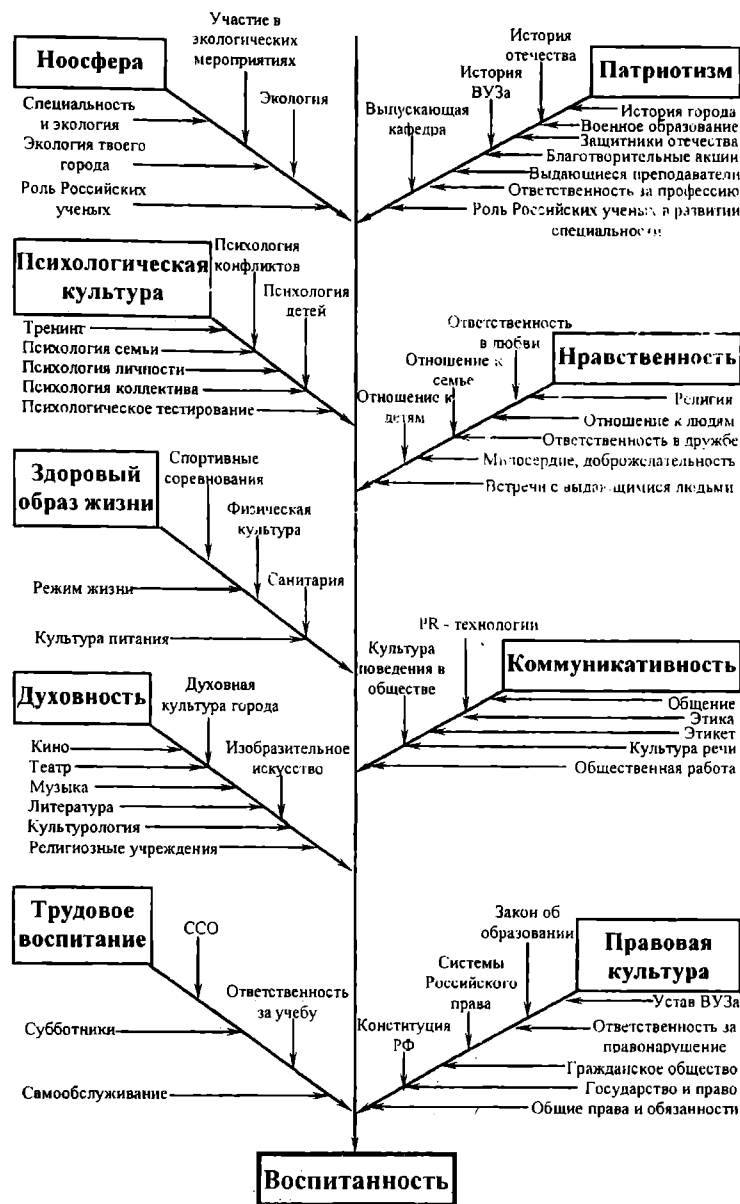 Ноосфера
Участие в
экологических
мероприятиях
Экология
Специальность
и экология
Экология твоего
города
Роль Российских
ученых
Патриотизм
История
отечества
История
ВУЗа
Выпускающая
кафедра
История города
Военное образование
Защитники отечества
Благотворительные акции
Выдающиеся преподаватели
Ответственность за профессию
Роль Российских ученых в развитии
специальности
Психологическая
культура
Психология
конфликтов
Психология
детей
Тренинг
Психология семьи
Психология личности
Психология коллектива
Психологическое тестирование
Нравственность
Ответственность
в любви
Отношение к
семье
Отношение к
детям
Религия
Отношение к людям
Ответственность в дружбе
Милосердие, доброжелательность
Встречи с выдающимися людьми
Здоровый
образ жизни
Спортивные
соревнования
Физическая
культура
Санитария
Режим жизни
Культура питания
Коммуникативность
PR - технологии
Культура
поведения в
обществе
Общение
Этика
Этикет
Культура речи
Общественная работа
Духовность
Духовная
культура города
Изобразительное
искусство
Кино
Театр
Музыка
Литература
Культурология
Религиозные учреждения
Трудовое
воспитание
ССО
Ответственность
за учебу
Субботники
Самообслуживание
Правовая
культура
Закон об
образовании
Системы
Российского
права
Конституция
РФ
Устав ВУЗа
Ответственность за
правонарушение
Гражданское общество
Государство и право
Общие права и обязанности
Воспитанность